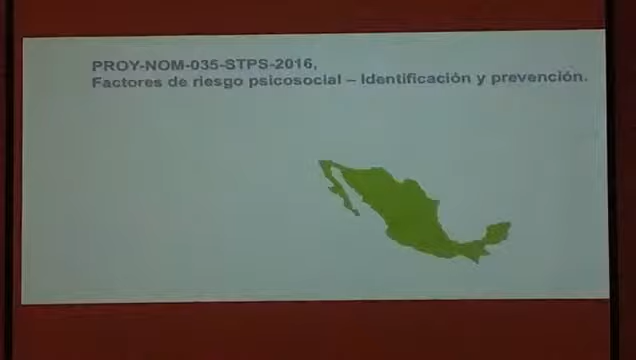 PROY-NOM-035-STPS-2016,
Factores de riesgo psicosocial – Identificación y prevención.